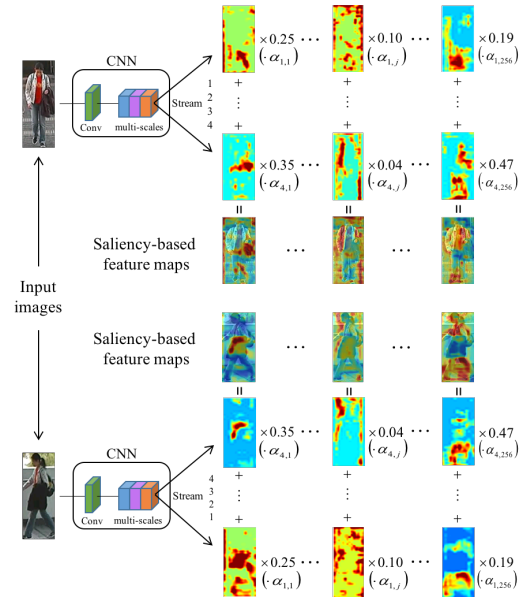 ×0.25 ··· ×0.10 ··· ×0.19
(·α1,1) (·α1,j) (·α1,256)
CNN
Stream
1
2
3
4
+ + +
⋮ ⋮ ⋮
+ + +
Conv
multi-scales
×0.35 ··· ×0.04 ··· ×0.47
(·α4,1) (·α4,j) (·α4,256)
= = =
Saliency-based
feature maps
··· ···
Input
images
Saliency-based
feature maps
··· ···
= = =
×0.35 ··· ×0.04 ··· ×0.47
(·α4,1) (·α4,j) (·α4,256)
CNN
Stream
4
3
2
1
+ + +
⋮ ⋮ ⋮
+ + +
Conv
multi-scales
×0.25 ··· ×0.10 ··· ×0.19
(·α1,1) (·α1,j) (·α1,256)